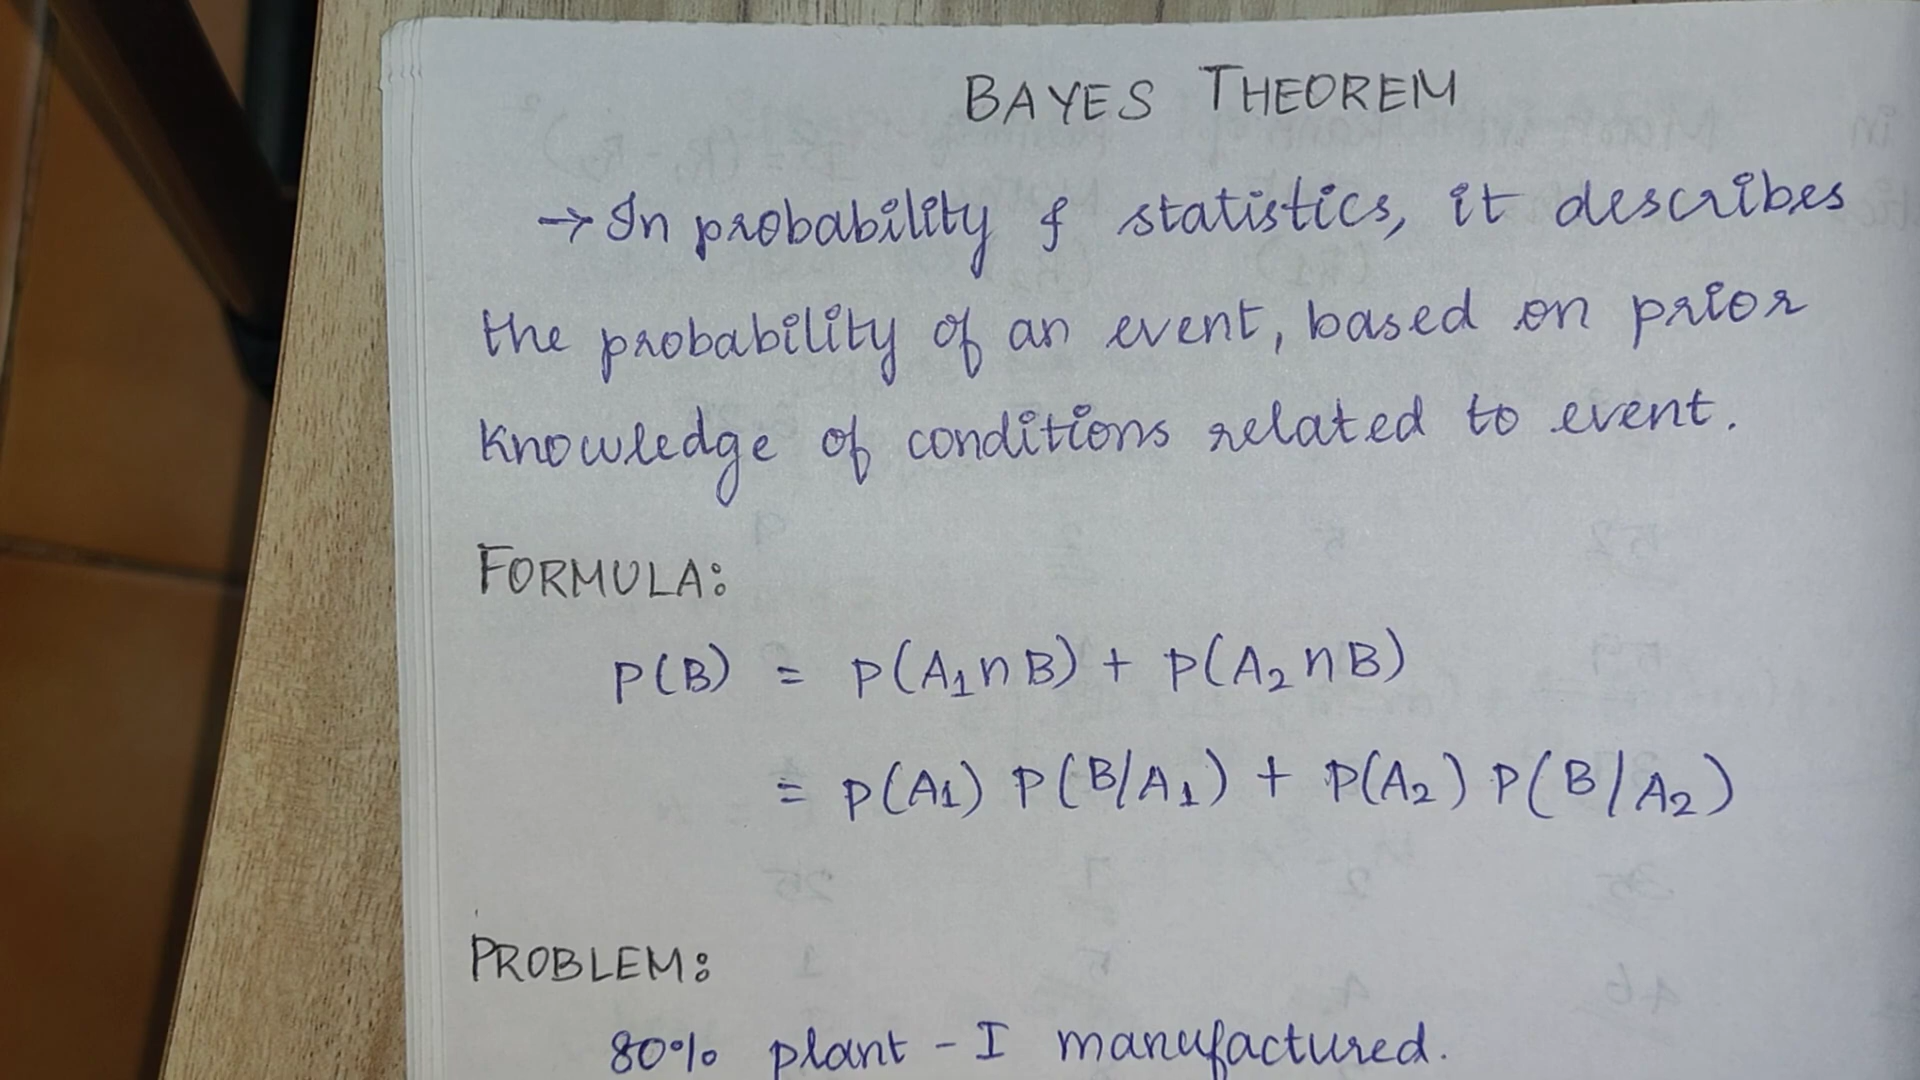 BAYES THEOREM
→ In probability & statistics, it describes
the probability of an event, based on prior
knowledge of conditions related to event.
FORMULA:
P(B) = P(A₁∩B) + P(A₂∩B)
= P(A₁) P(B/A₁) + P(A₂) P(B/A₂)
PROBLEM:
80% plant - I manufactured.